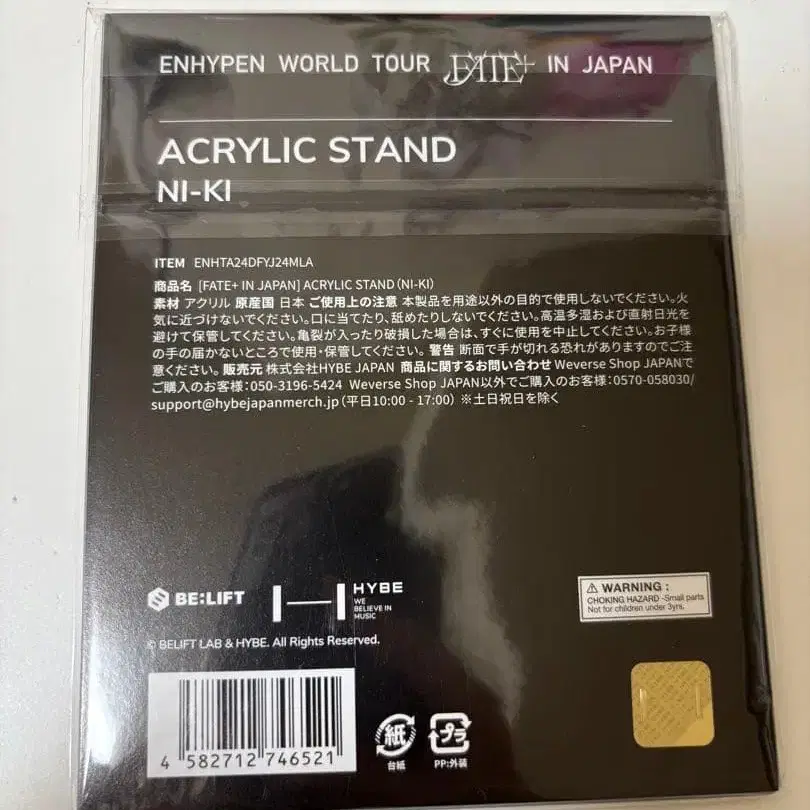 ENHYPEN WORLD TOUR FATE+ IN JAPAN
ACRYLIC STAND
NI-KI
ITEM ENHTA24DFYJ24MLA
商品名 [FATE+ IN JAPAN] ACRYLIC STAND (NI-KI)
素材 アクリル 原産国 日本 ご使用上の注意 本製品を用途以外の目的で使用しないでください。火
気に近づけないでください。口に当てたり、舐めたりしないでください。高温多湿および直射日光を
避けて保管してください。亀裂が入ったり破損した場合は、すぐに使用を中止してください。お子様
の手の届かないところで使用・保管してください。 警告 断面で手が切れる恐れがありますのでご注
意ください。 販売元 株式会社HYBE JAPAN 商品に関するお問い合わせ Weverse Shop JAPANで
ご購入のお客様：050-3196-5424 Weverse Shop JAPAN以外でご購入のお客様：0570-058030/
support@hybejapanmerch.jp (平日10:00 - 17:00) ※土日祝日を除く
BE:LIFT
HYBE
WE
BELIEVE IN
MUSIC
© BELIFT LAB & HYBE. All Rights Reserved.
⚠ WARNING :
CHOKING HAZARD -Small parts
Not for children under 3yrs.
4 582712 746521
紙
台紙
プラ
PP:外装